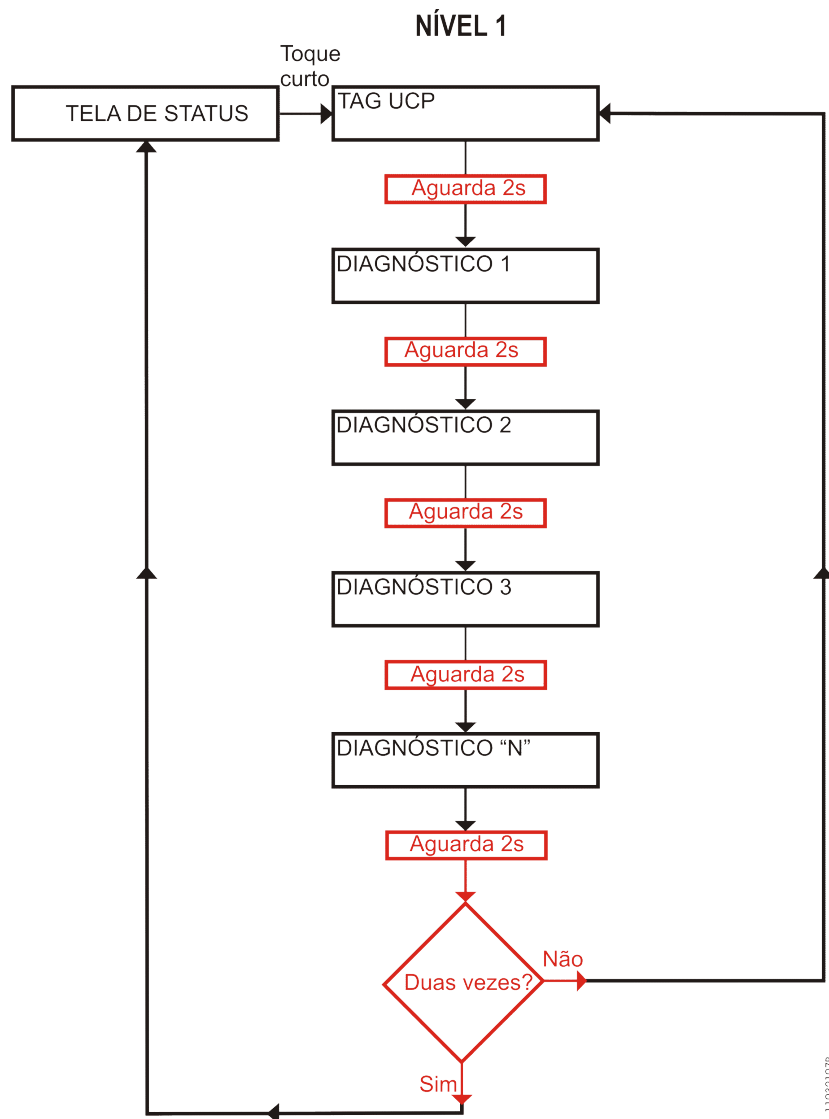 NÍVEL 1
Toque
curto
TELA DE STATUS
TAG UCP
Aguarda 2s
DIAGNÓSTICO 1
Aguarda 2s
DIAGNÓSTICO 2
Aguarda 2s
DIAGNÓSTICO 3
Aguarda 2s
DIAGNÓSTICO “N”
Aguarda 2s
Duas vezes?
Não
Sim